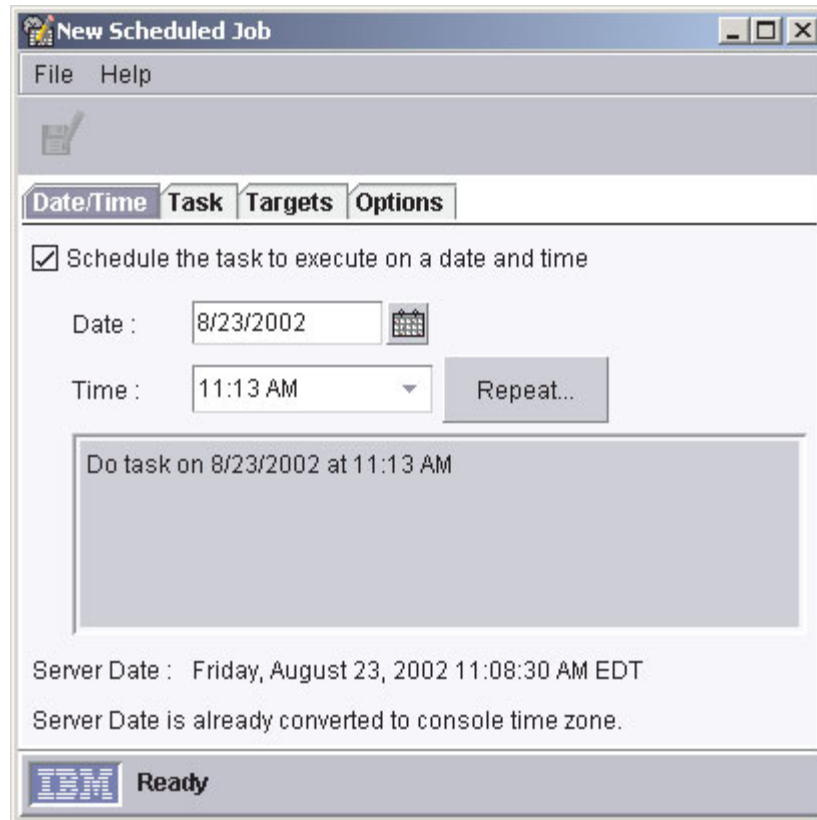 New Scheduled Job
File Help
Date/Time Task Targets Options
Schedule the task to execute on a date and time
Date : 8/23/2002
Time : 11:13 AM Repeat...
Do task on 8/23/2002 at 11:13 AM
Server Date : Friday, August 23, 2002 11:08:30 AM EDT
Server Date is already converted to console time zone.
IBM Ready